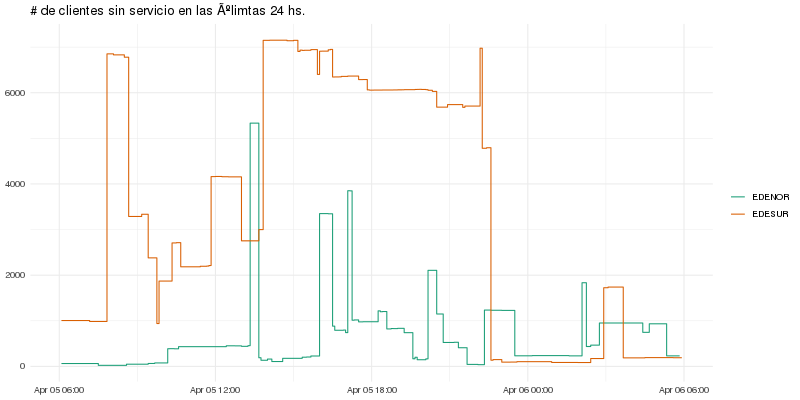 # de clientes sin servicio en las Ãºlimtas 24 hs.
6000
4000
2000
0
Apr 05 06:00
Apr 05 12:00
Apr 05 18:00
Apr 06 00:00
Apr 06 06:00
EDENOR
EDESUR